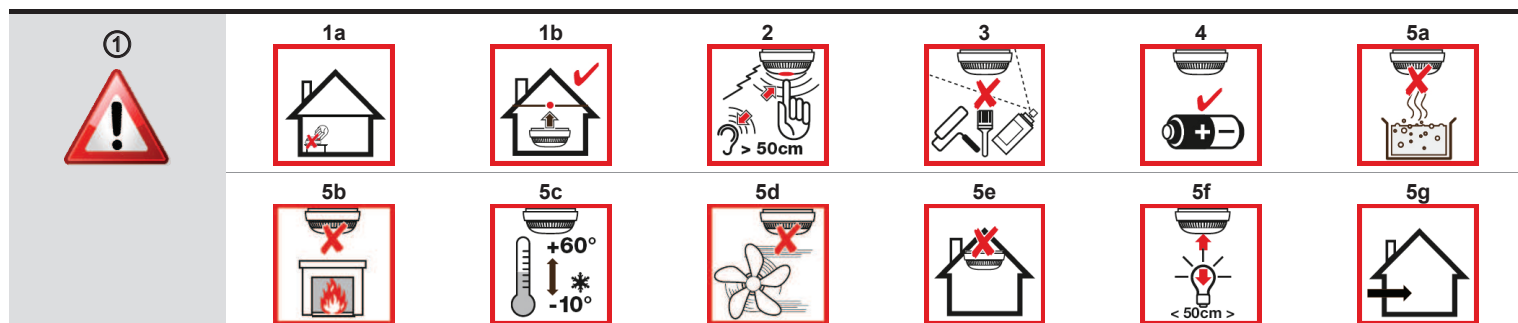 ①
1a 1b 2 3 4 5a
> 50cm
+ −
5b 5c 5d 5e 5f 5g
+60°
-10°
< 50cm >